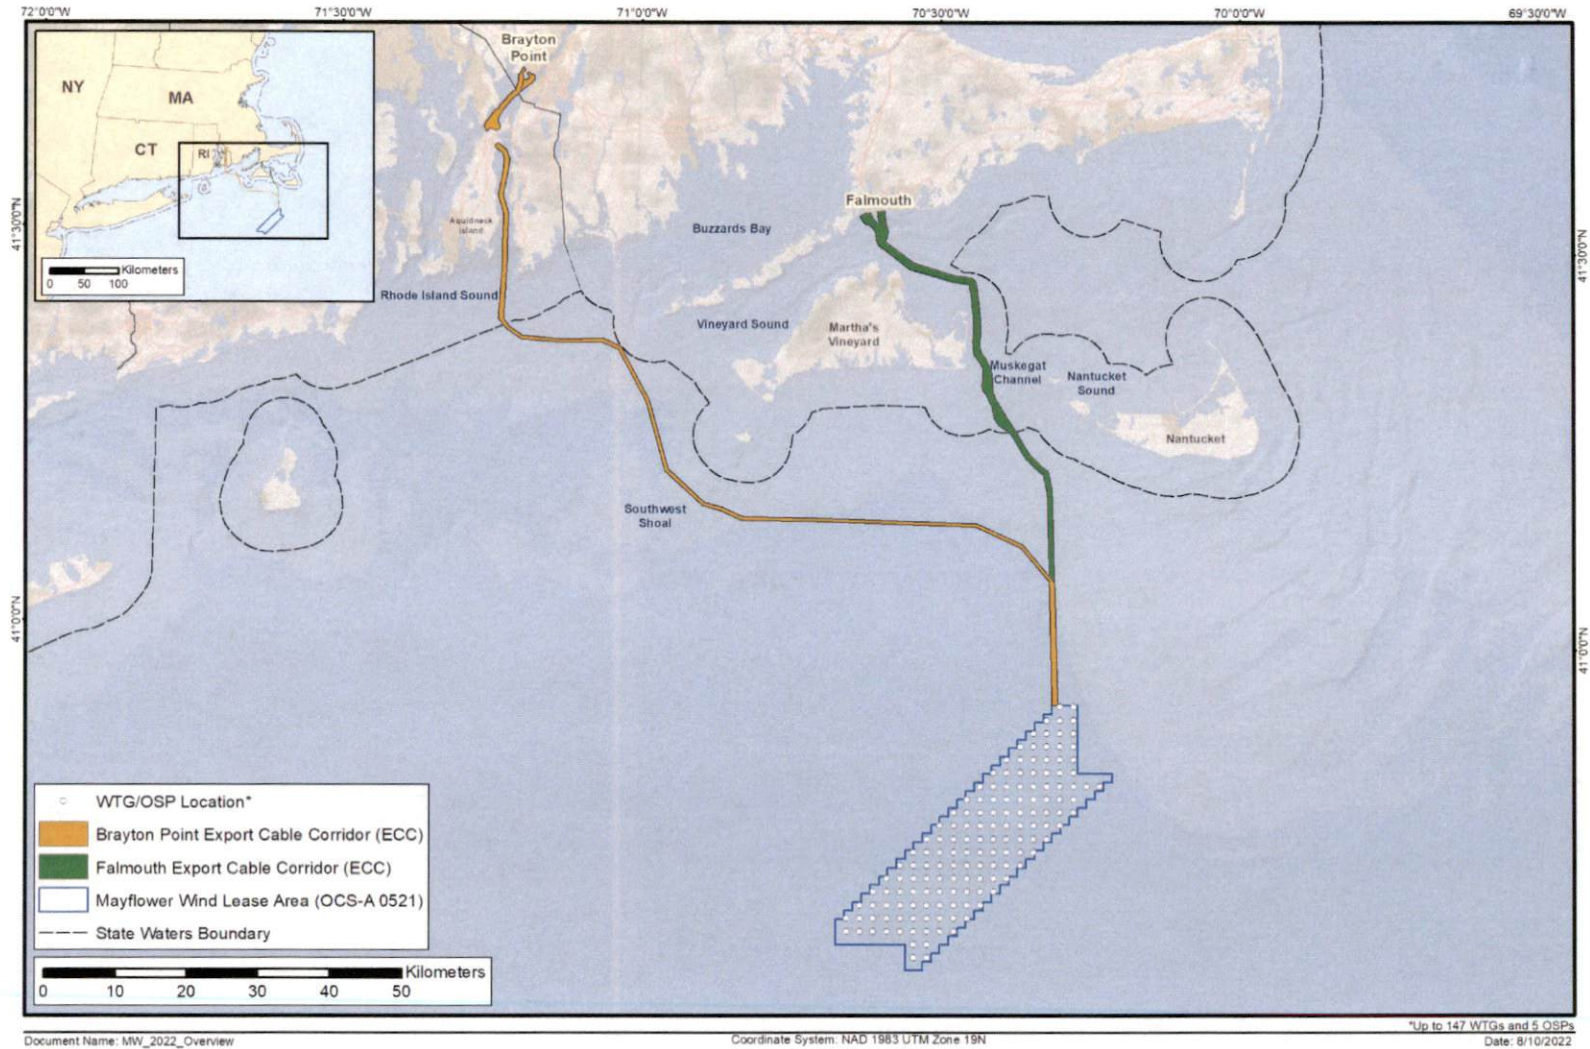 72°0'0"W 71°30'0"W 71°0'0"W 70°30'0"W 70°0'0"W 69°30'0"W
NY
MA
CT
RI
Kilometers
0 50 100
Brayton
Point
Aquidneck
Island
Falmouth
41°30'0"N
41°30'0"N
Buzzards Bay
Rhode Island Sound
Vineyard Sound
Martha's
Vineyard
Muskegat
Channel
Nantucket
Sound
Nantucket
Southwest
Shoal
41°0'0"N
41°0'0"N
WTG/OSP Location*
Brayton Point Export Cable Corridor (ECC)
Falmouth Export Cable Corridor (ECC)
Mayflower Wind Lease Area (OCS-A 0521)
State Waters Boundary
Kilometers
0 10 20 30 40 50
*Up to 147 WTGs and 5 OSPs
Document Name: MW_2022_Overview
Coordinate System: NAD 1983 UTM Zone 19N
Date: 8/10/2022